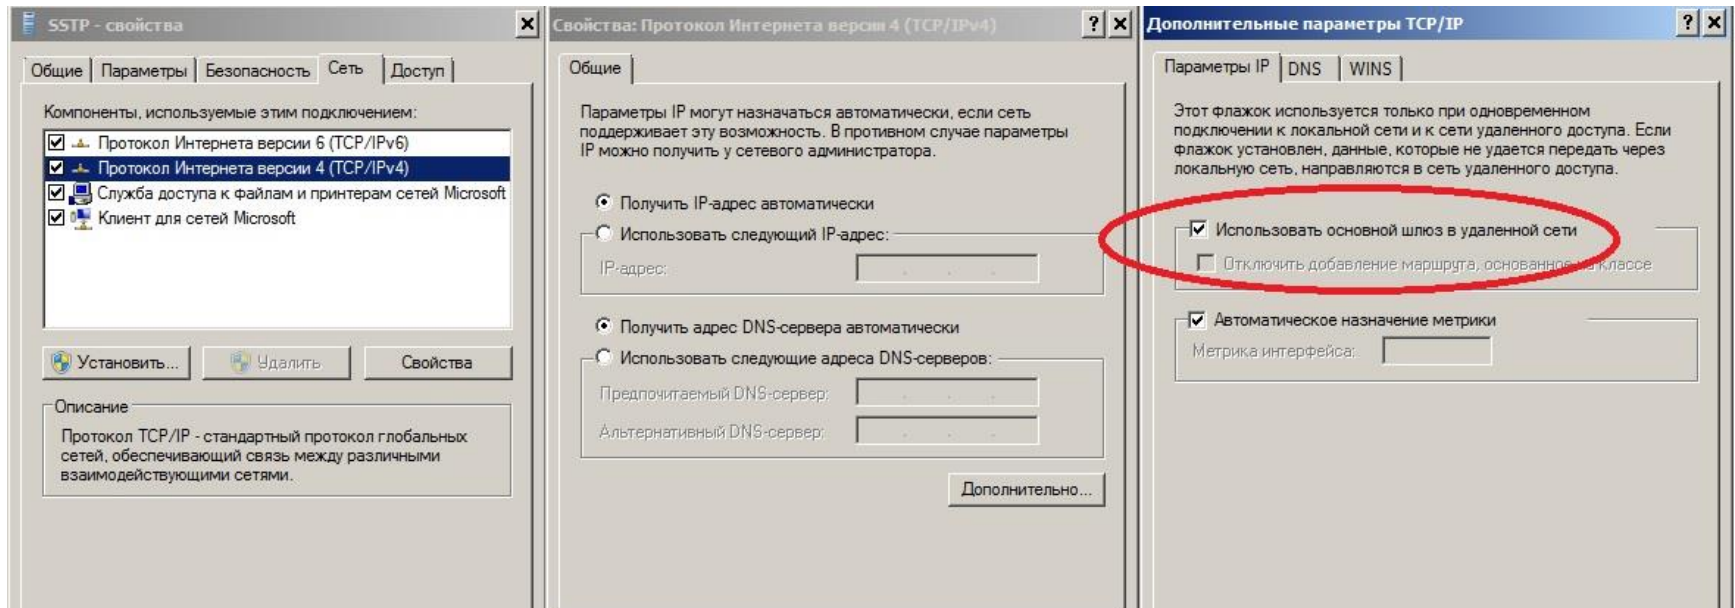 SSTP - свойства
Общие
Параметры
Безопасность
Сеть
Доступ
Компоненты, используемые этим подключением:
Протокол Интернета версии 6 (TCP/IPv6)
Протокол Интернета версии 4 (TCP/IPv4)
Служба доступа к файлам и принтерам сетей Microsoft
Клиент для сетей Microsoft
Установить...
Удалить
Свойства
Описание
Протокол TCP/IP - стандартный протокол глобальных
сетей, обеспечивающий связь между различными
взаимодействующими сетями.
Свойства: Протокол Интернета версии 4 (TCP/IPv4)
Общие
Параметры IP могут назначаться автоматически, если сеть
поддерживает эту возможность. В противном случае параметры
IP можно получить у сетевого администратора.
Получить IP-адрес автоматически
Использовать следующий IP-адрес:
IP-адрес:
Получить адрес DNS-сервера автоматически
Использовать следующие адреса DNS-серверов:
Предпочитаемый DNS-сервер:
Альтернативный DNS-сервер:
Дополнительно...
Дополнительные параметры TCP/IP
Параметры IP
DNS
WINS
Этот флажок используется только при одновременном
подключении к локальной сети и к сети удаленного доступа. Если
флажок установлен, данные, которые не удается передать через
локальную сеть, направляются в сеть удаленного доступа.
Использовать основной шлюз в удаленной сети
Отключить добавление маршрута, основанное на классе
Автоматическое назначение метрики
Метрика интерфейса: